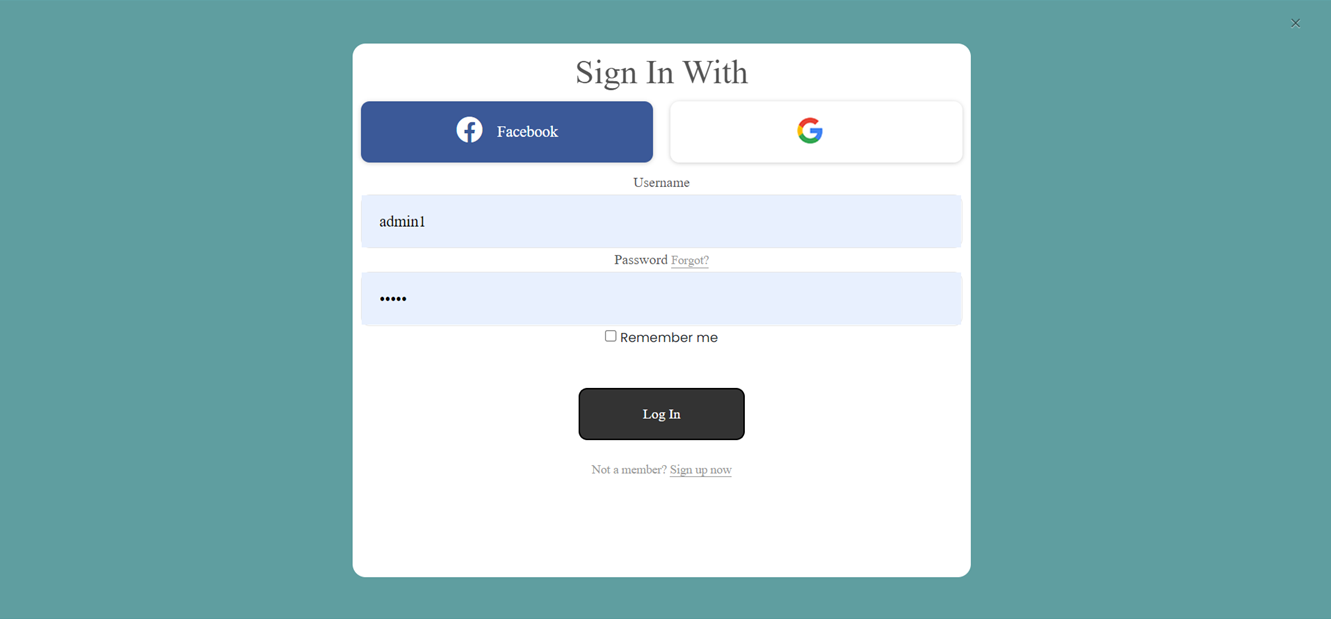 Sign In With
Facebook
Username
admin1
Password Forgot?
•••••
Remember me
Log In
Not a member? Sign up now